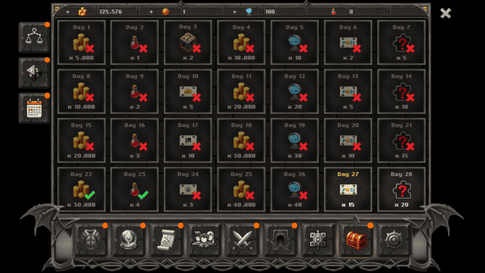 + 125.576 + 1 + 100 0
Day 1 Day 2 Day 3 Day 4 Day 5 Day 6 Day 7
x 5.000 x 1 x 2 x 10.000 x 10 x 2 x 5
Day 8 Day 9 Day 10 Day 11 Day 12 Day 13 Day 14
x 10.000 x 2 x 5 x 20.000 x 20 x 5 x 10
Day 15 Day 16 Day 17 Day 18 Day 19 Day 20 Day 21
x 20.000 x 3 x 10 x 30.000 x 30 x 10 x 15
Day 22 Day 23 Day 24 Day 25 Day 26 Day 27 Day 28
x 30.000 x 4 x 10 x 40.000 x 40 x 15 x 20